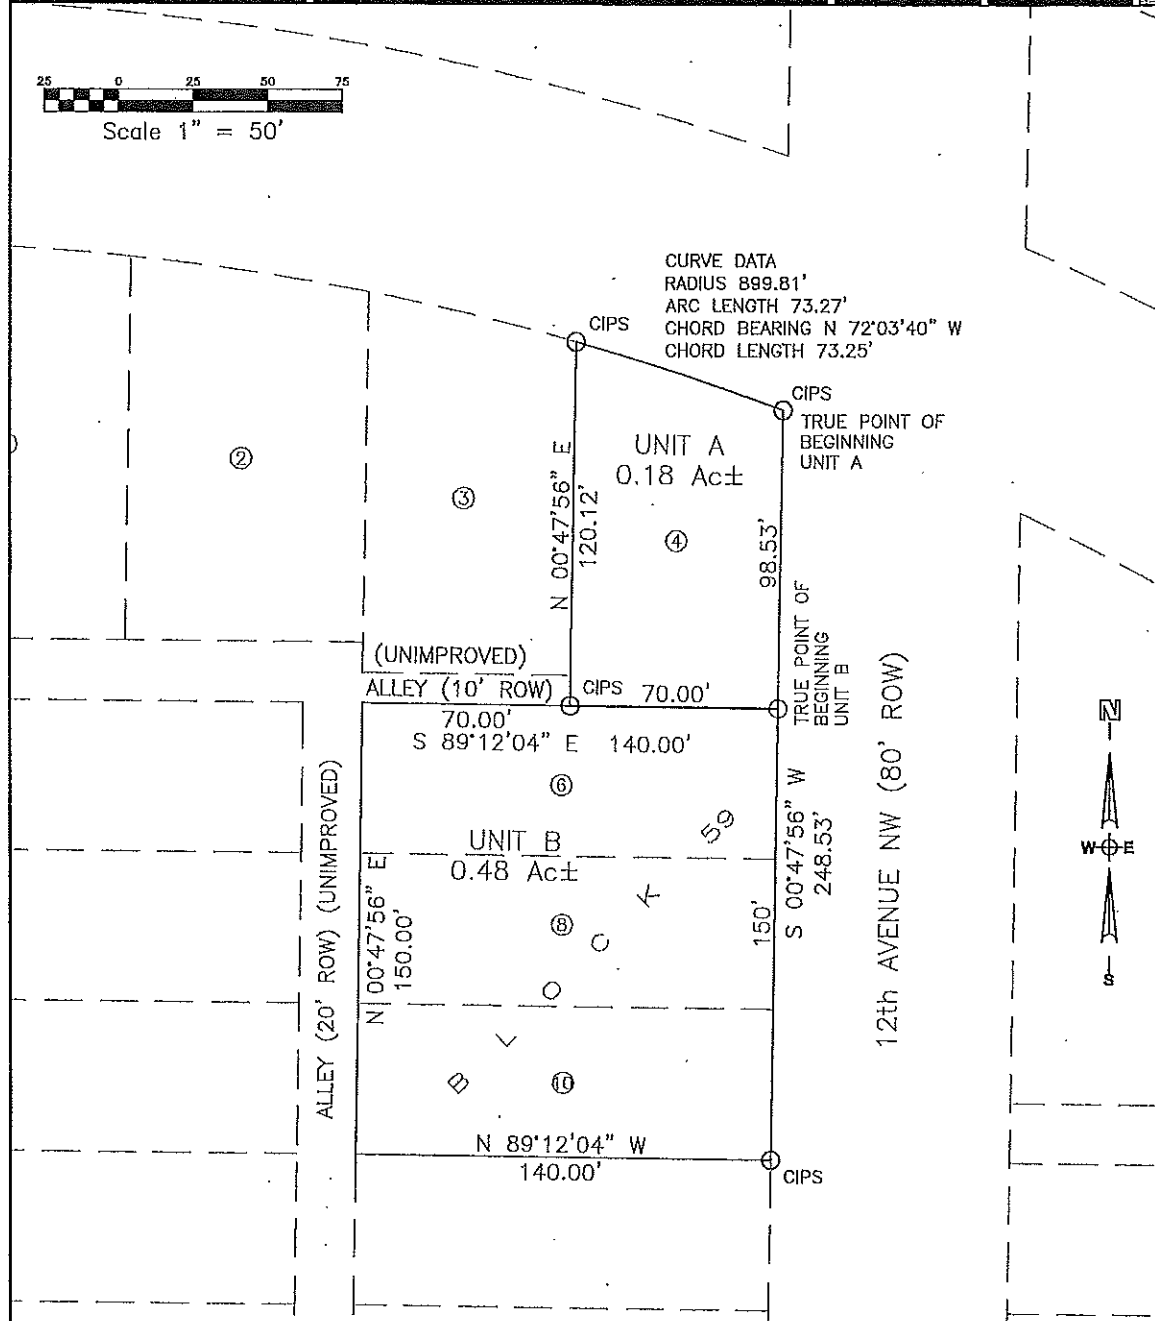 25 0 25 50 75
Scale 1" = 50'
CURVE DATA
RADIUS 899.81'
ARC LENGTH 73.27'
CHORD BEARING N 72°03'40" W
CHORD LENGTH 73.25'
CIPS
CIPS
TRUE POINT OF
BEGINNING
UNIT A
UNIT A
0.18 Ac±
2
3
4
N 00°47'56" E
120.12'
98.53'
TRUE POINT OF
BEGINNING
UNIT B
(UNIMPROVED)
ALLEY (10' ROW)
CIPS
70.00'
70.00'
S 89°12'04" E 140.00'
6
UNIT B
0.48 Ac±
8
10
BLOCK 59
N 00°47'56" E
150.00'
150'
S 00°47'56" W
248.53'
ALLEY (20' ROW) (UNIMPROVED)
12th AVENUE NW (80' ROW)
N
W E
S
N 89°12'04" W
140.00'
CIPS